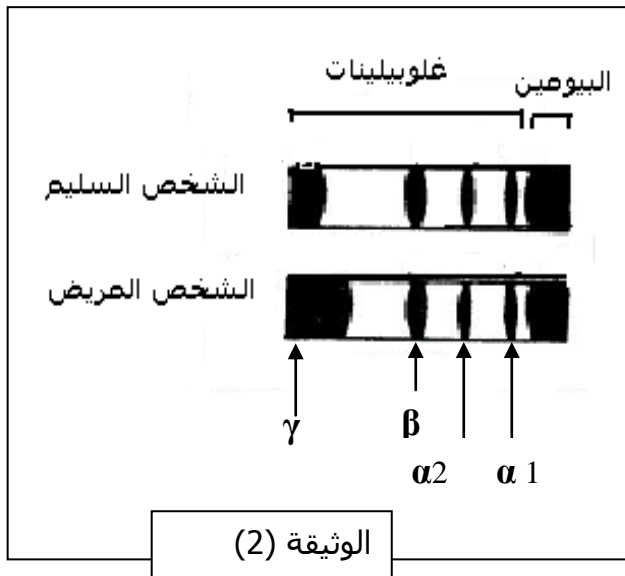 غلوبيلينات
البيومين
الشخص السليم
الشخص المريض
γ
β
α2
α 1
الوثيقة (2)